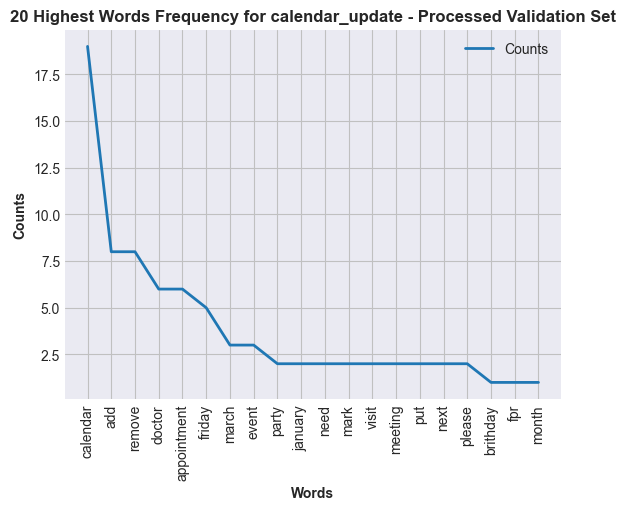 20 Highest Words Frequency for calendar_update - Processed Validation Set
Counts
17.5
15.0
12.5
10.0
7.5
5.0
2.5
Counts
calendar
add
remove
doctor
appointment
friday
march
event
party
january
need
mark
visit
meeting
put
next
please
brithday
fpr
month
Words